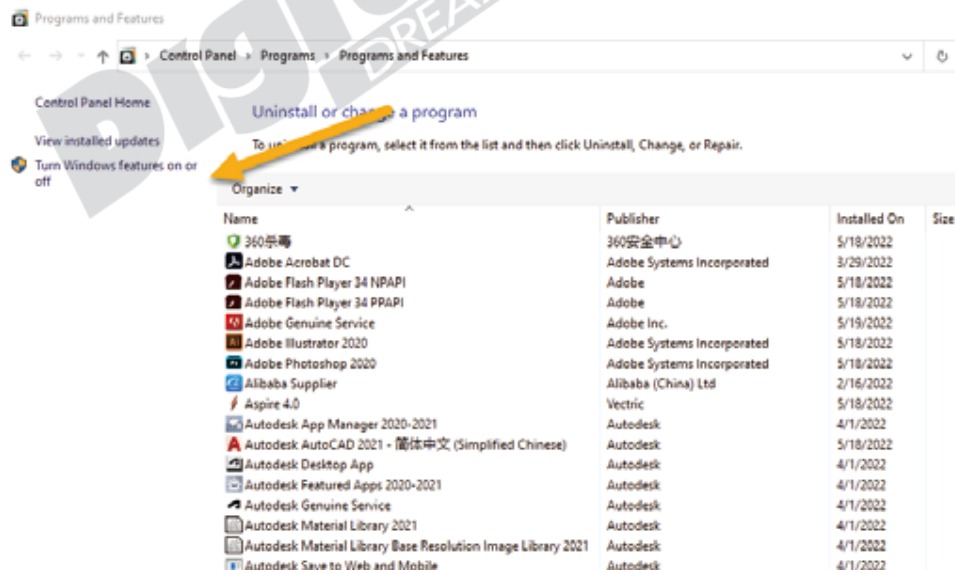 Programs and Features
Control Panel › Programs › Programs and Features
Control Panel Home
View installed updates
Turn Windows features on or
off
Uninstall or change a program
To uninstall a program, select it from the list and then click Uninstall, Change, or Repair.
Organize
Name Publisher Installed On Size
360杀毒 360安全中心 5/18/2022
Adobe Acrobat DC Adobe Systems Incorporated 3/29/2022
Adobe Flash Player 34 NPAPI Adobe 5/18/2022
Adobe Flash Player 34 PPAPI Adobe 5/18/2022
Adobe Genuine Service Adobe Inc. 5/19/2022
Adobe Illustrator 2020 Adobe Systems Incorporated 5/18/2022
Adobe Photoshop 2020 Adobe Systems Incorporated 5/18/2022
Alibaba Supplier Alibaba (China) Ltd 2/16/2022
Aspire 4.0 Vectric 5/18/2022
Autodesk App Manager 2020-2021 Autodesk 4/1/2022
Autodesk AutoCAD 2021 - 简体中文 (Simplified Chinese) Autodesk 5/18/2022
Autodesk Desktop App Autodesk 4/1/2022
Autodesk Featured Apps 2020-2021 Autodesk 4/1/2022
Autodesk Genuine Service Autodesk 4/1/2022
Autodesk Material Library 2021 Autodesk 4/1/2022
Autodesk Material Library Base Resolution Image Library 2021 Autodesk 4/1/2022
Autodesk Save to Web and Mobile Autodesk 4/1/2022